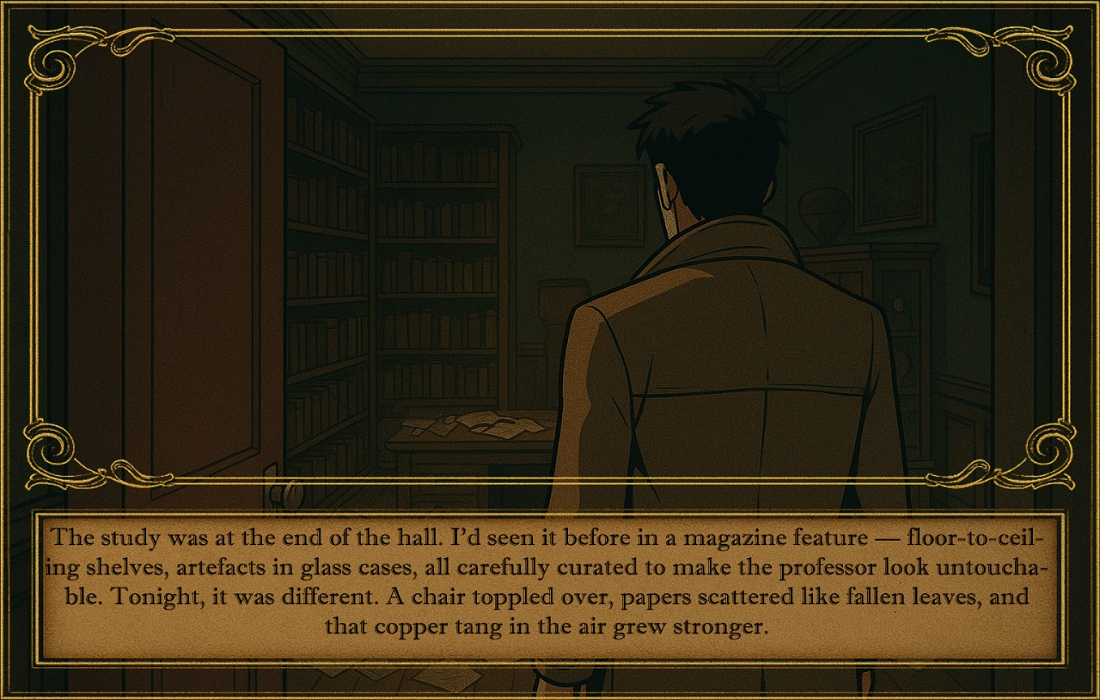 The study was at the end of the hall. I'd seen it before in a magazine feature — floor-to-ceil-
ing shelves, artefacts in glass cases, all carefully curated to make the professor look untoucha-
ble. Tonight, it was different. A chair toppled over, papers scattered like fallen leaves, and
that copper tang in the air grew stronger.